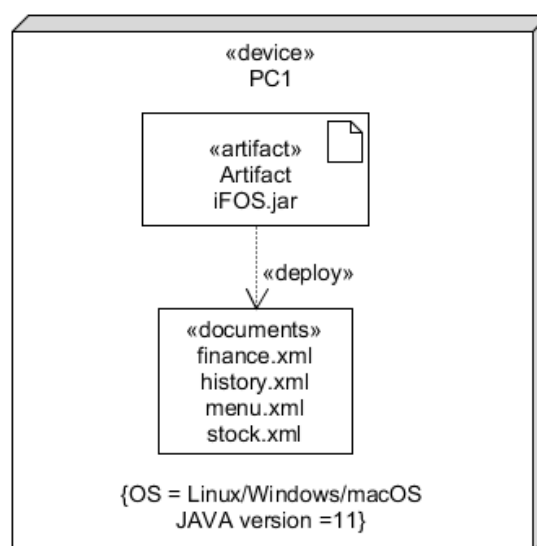 «device»
PC1
«artifact»
Artifact
iFOS.jar
«deploy»
«documents»
finance.xml
history.xml
menu.xml
stock.xml
{OS = Linux/Windows/macOS
JAVA version =11}